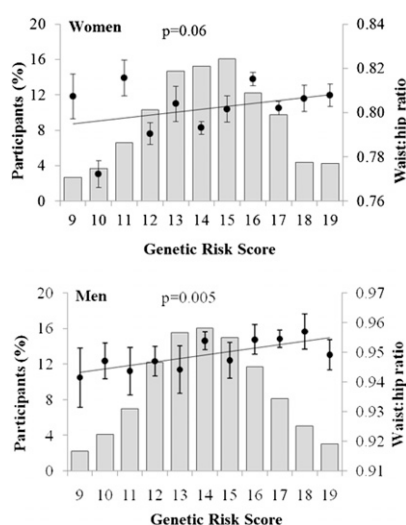 Women
p=0.06
Participants (%)
20
16
12
8
4
0
0.84
0.82
0.80
0.78
0.76
Waist:hip ratio
9 10 11 12 13 14 15 16 17 18 19
Genetic Risk Score
Men
p=0.005
Participants (%)
20
16
12
8
4
0
0.97
0.96
0.95
0.94
0.93
0.92
0.91
Waist:hip ratio
9 10 11 12 13 14 15 16 17 18 19
Genetic Risk Score